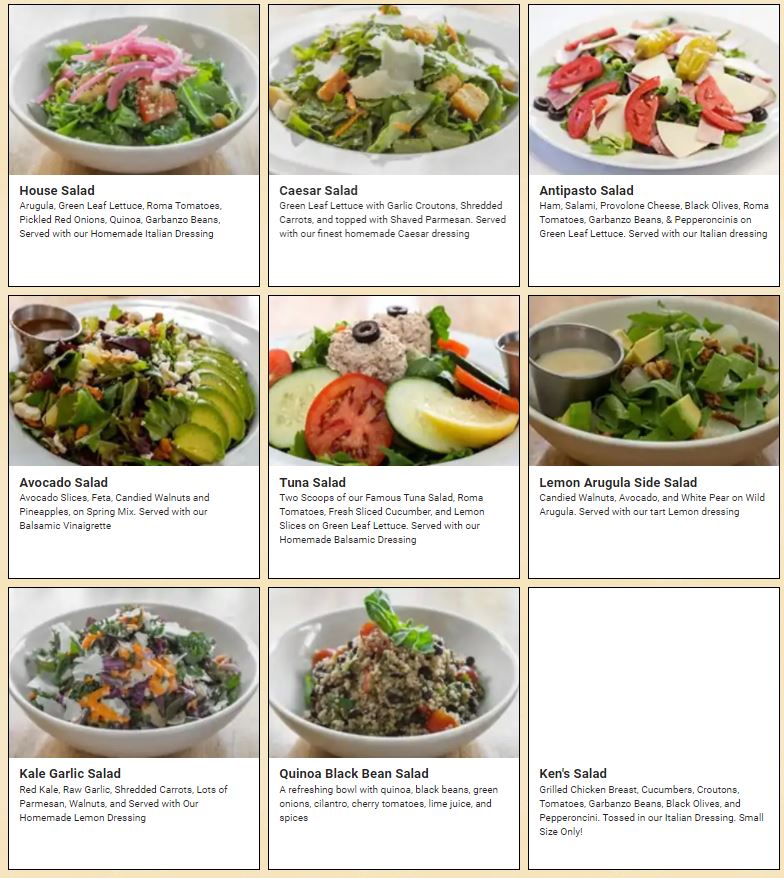 House Salad
Arugula, Green Leaf Lettuce, Roma Tomatoes,
Pickled Red Onions, Quinoa, Garbanzo Beans,
Served with our Homemade Italian Dressing
Caesar Salad
Green Leaf Lettuce with Garlic Croutons, Shredded
Carrots, and topped with Shaved Parmesan. Served
with our finest homemade Caesar dressing
Antipasto Salad
Ham, Salami, Provolone Cheese, Black Olives, Roma
Tomatoes, Garbanzo Beans, & Pepperoncinis on
Green Leaf Lettuce. Served with our Italian dressing
Avocado Salad
Avocado Slices, Feta, Candied Walnuts and
Pineapples, on Spring Mix. Served with our
Balsamic Vinaigrette
Tuna Salad
Two Scoops of our Famous Tuna Salad, Roma
Tomatoes, Fresh Sliced Cucumber, and Lemon
Slices on Green Leaf Lettuce. Served with our
Homemade Balsamic Dressing
Lemon Arugula Side Salad
Candied Walnuts, Avocado, and White Pear on Wild
Arugula. Served with our tart Lemon dressing
Kale Garlic Salad
Red Kale, Raw Garlic, Shredded Carrots, Lots of
Parmesan, Walnuts, and Served with Our
Homemade Lemon Dressing
Quinoa Black Bean Salad
A refreshing bowl with quinoa, black beans, green
onions, cilantro, cherry tomatoes, lime juice, and
spices
Ken's Salad
Grilled Chicken Breast, Cucumbers, Croutons,
Tomatoes, Garbanzo Beans, Black Olives, and
Pepperoncini. Tossed in our Italian Dressing. Small
Size Only!